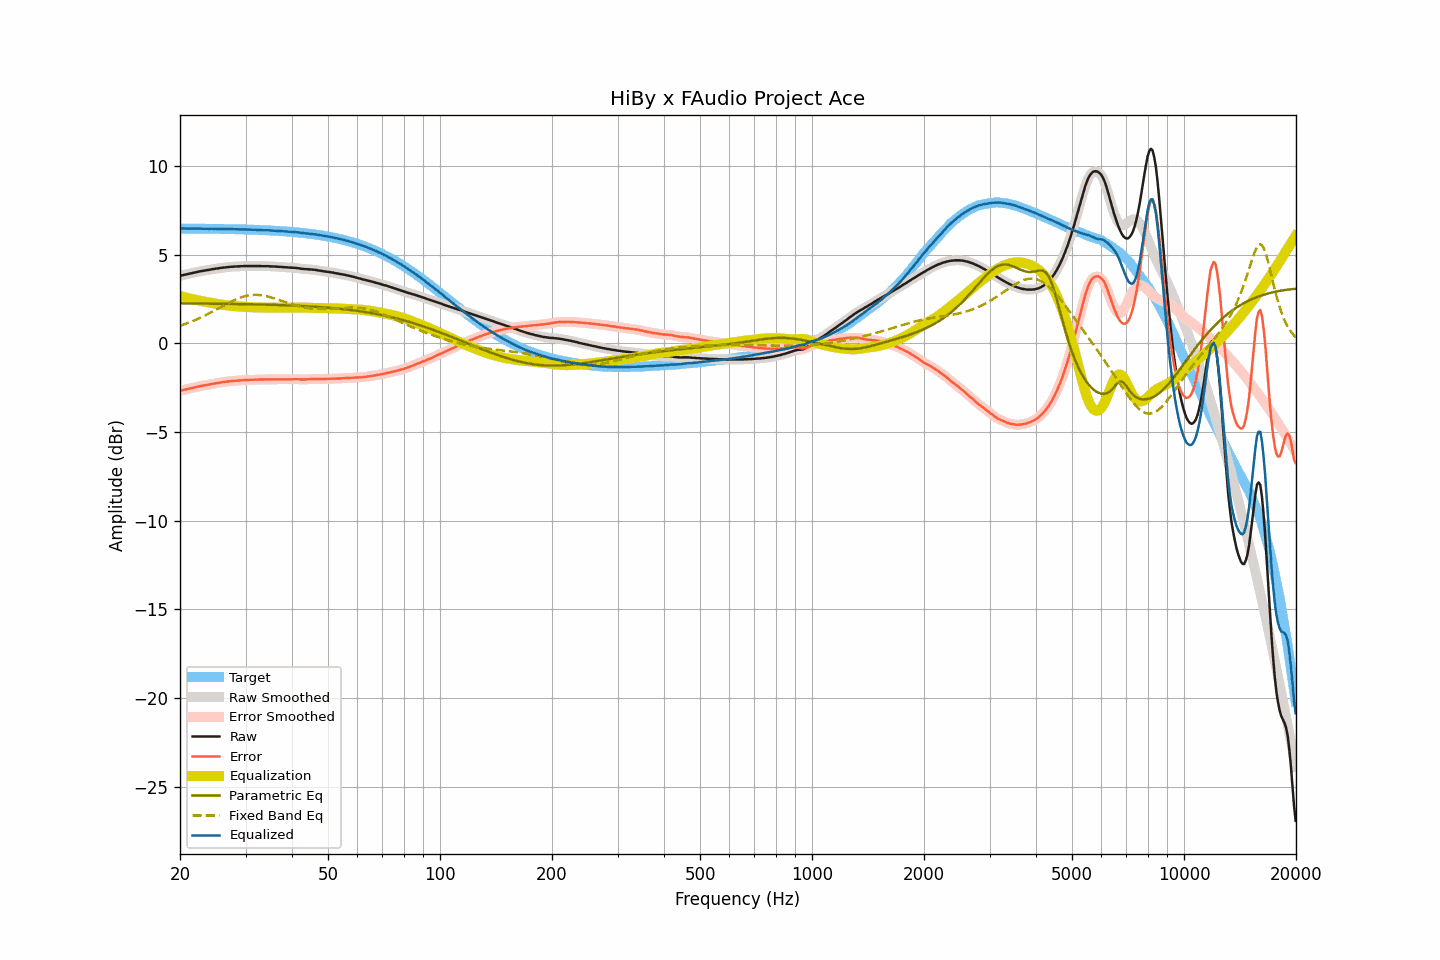 HiBy x FAudio Project Ace
10
5
0
−5
−10
−15
−20
−25
Amplitude (dBr)
Target
Raw Smoothed
Error Smoothed
Raw
Error
Equalization
Parametric Eq
Fixed Band Eq
Equalized
20 50 100 200 500 1000 2000 5000 10000 20000
Frequency (Hz)